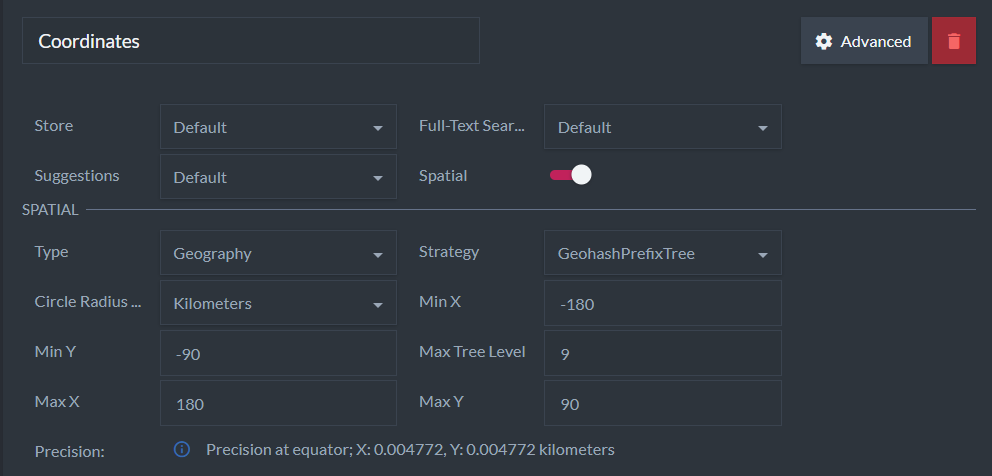 Coordinates Advanced
Store Default Full-Text Sear... Default
Suggestions Default Spatial
SPATIAL
Type Geography Strategy GeohashPrefixTree
Circle Radius ... Kilometers Min X -180
Min Y -90 Max Tree Level 9
Max X 180 Max Y 90
Precision: Precision at equator; X: 0.004772, Y: 0.004772 kilometers